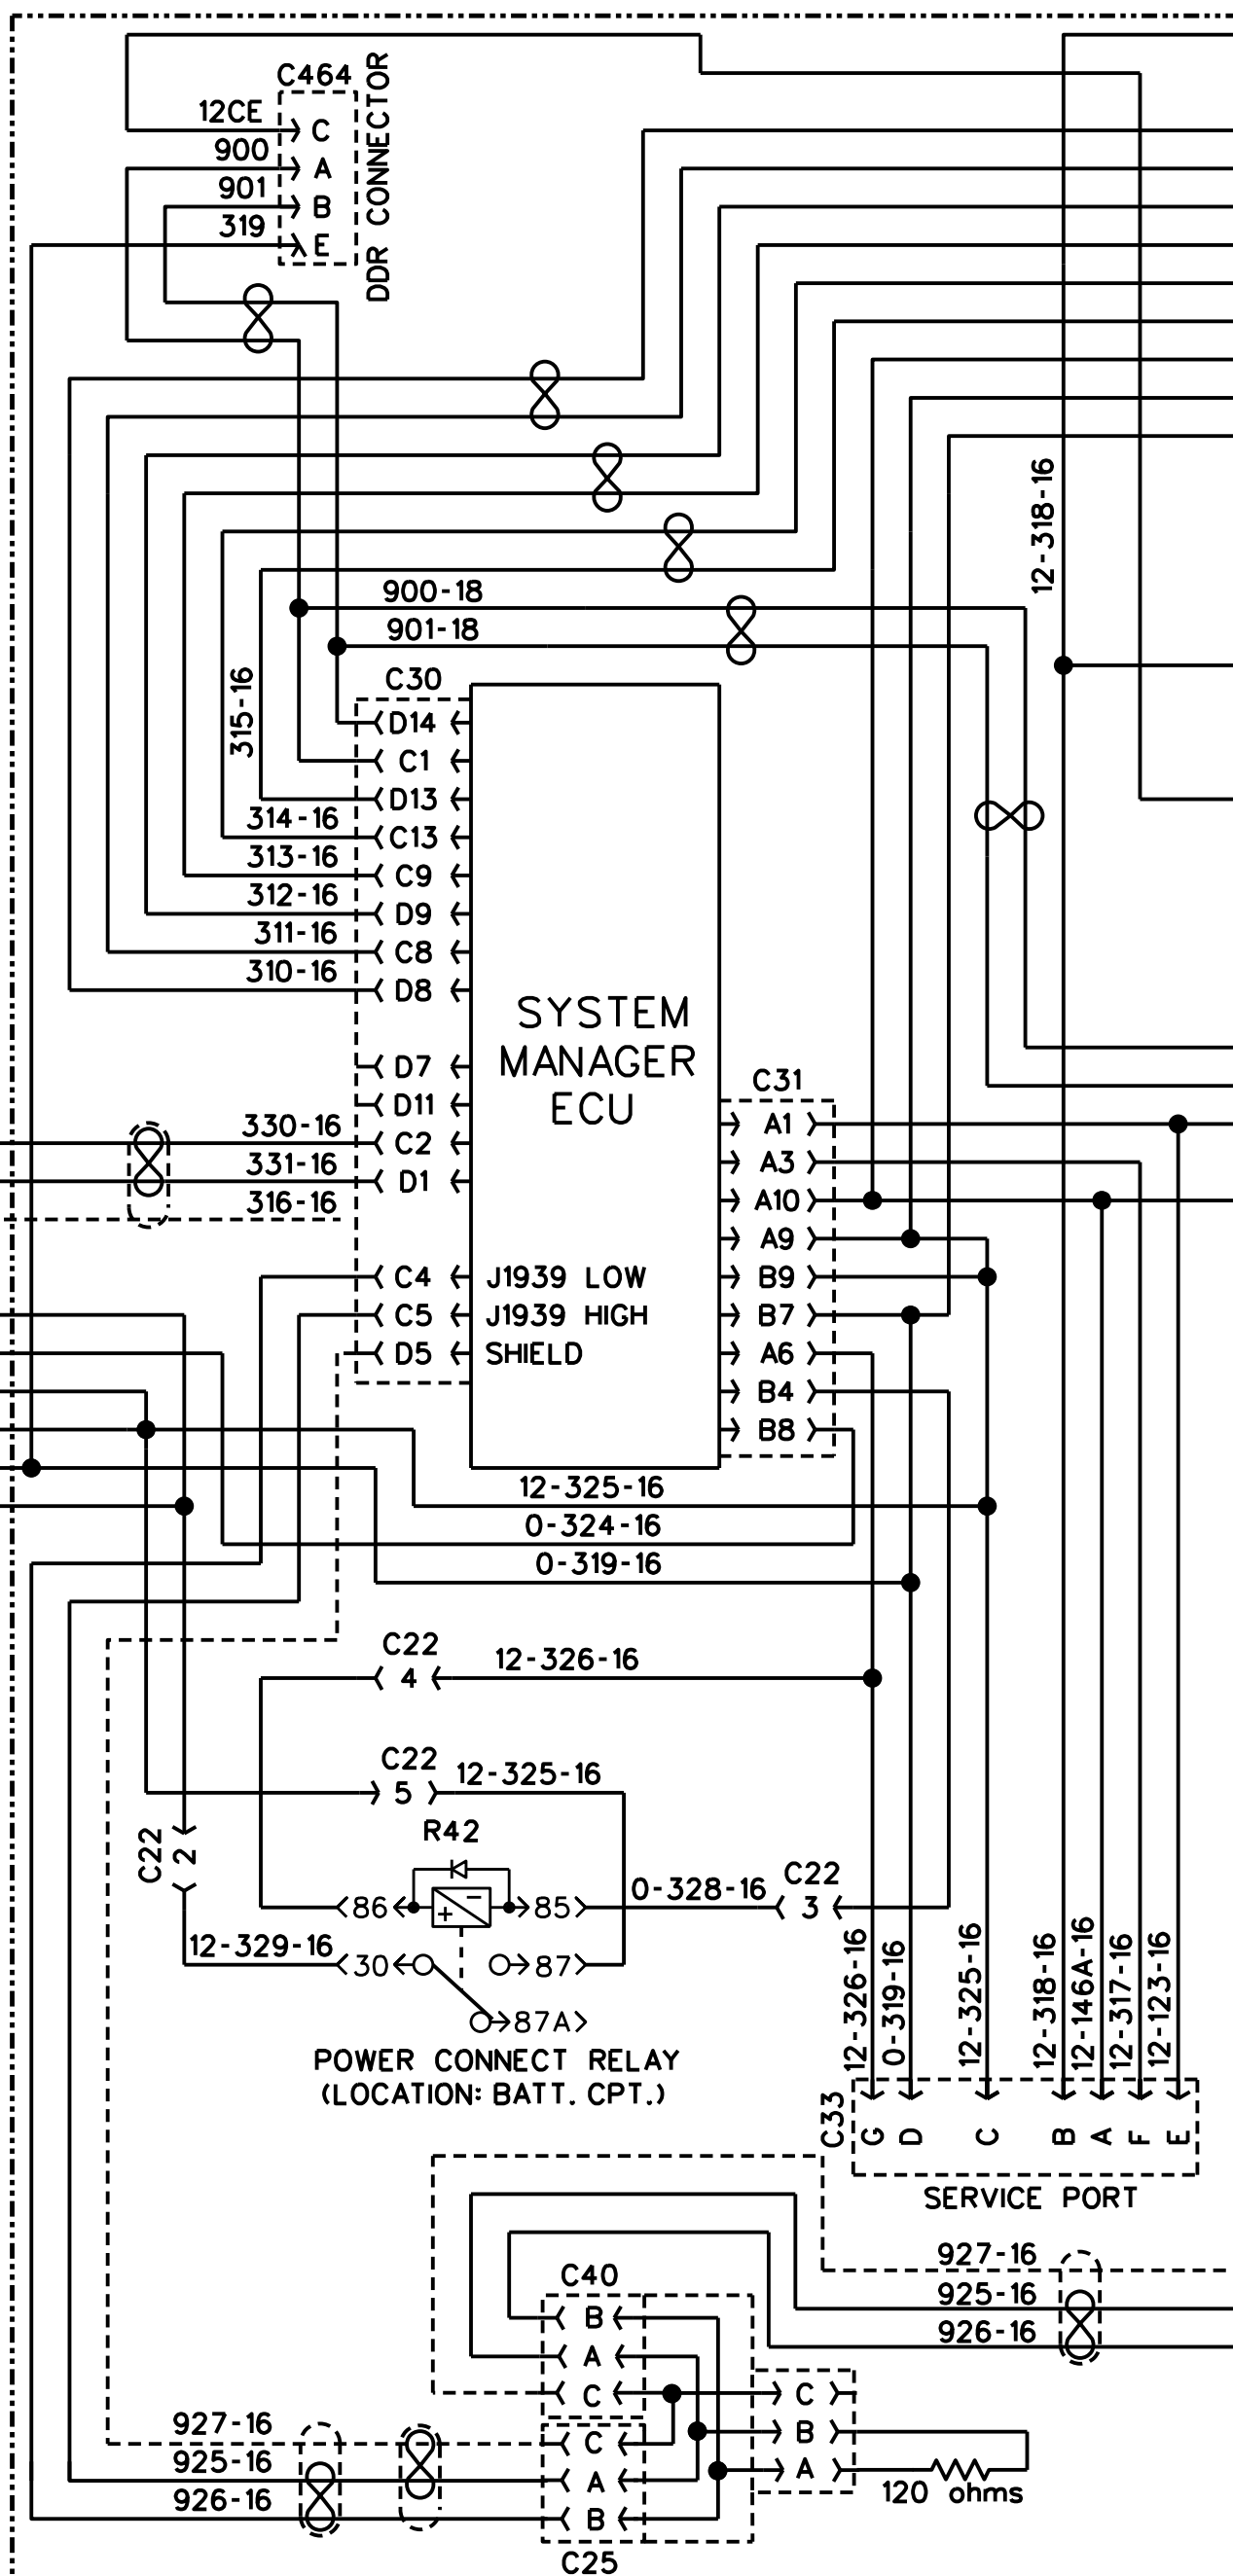 C464
DDR CONNECTOR
12CE C
900 A
901 B
319 E
12-318-16
900-18
901-18
C30
315-16
D14
C1
D13
314-16 C13
313-16 C9
312-16 D9
311-16 C8
310-16 D8
SYSTEM
MANAGER
ECU
D7
D11
330-16 C2
331-16 D1
316-16
C4 J1939 LOW
C5 J1939 HIGH
D5 SHIELD
C31
A1
A3
A10
A9
B9
B7
A6
B4
B8
12-325-16
0-324-16
0-319-16
C22
4
12-326-16
C22
5
12-325-16
C22
2
R42
86
+
-
85
0-328-16
C22
3
12-329-16
30
87
87A
POWER CONNECT RELAY
(LOCATION: BATT. CPT.)
12-326-16
0-319-16
12-325-16
12-318-16
12-146A-16
12-317-16
12-123-16
C33
G D C B A F E
SERVICE PORT
927-16
925-16
926-16
C40
B
A
C
C
B
A
120 ohms
927-16 C
925-16 A
926-16 B
C25